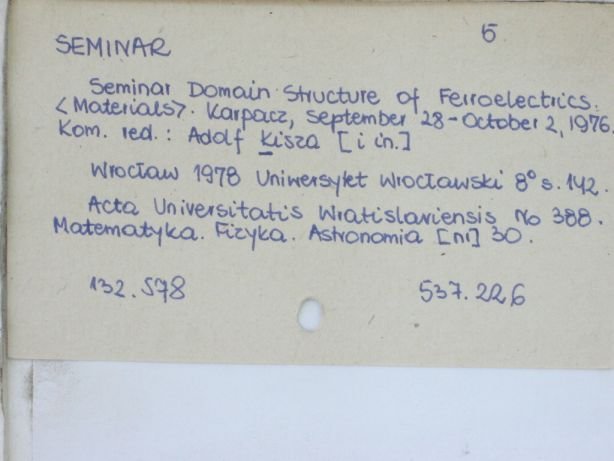 5
SEMINAR
Seminar Domain Structure of Ferroelectrics.
<Materials>. Karpacz, September 28-October 2, 1976.
Kom. red.: Adolf Kisza [i in.]
Wrocław 1978 Uniwersytet Wrocławski 8° s. 142.
Acta Universitatis Wratislaviensis No 388.
Matematyka. Fizyka. Astronomia [nr] 30.
132.578 537.226